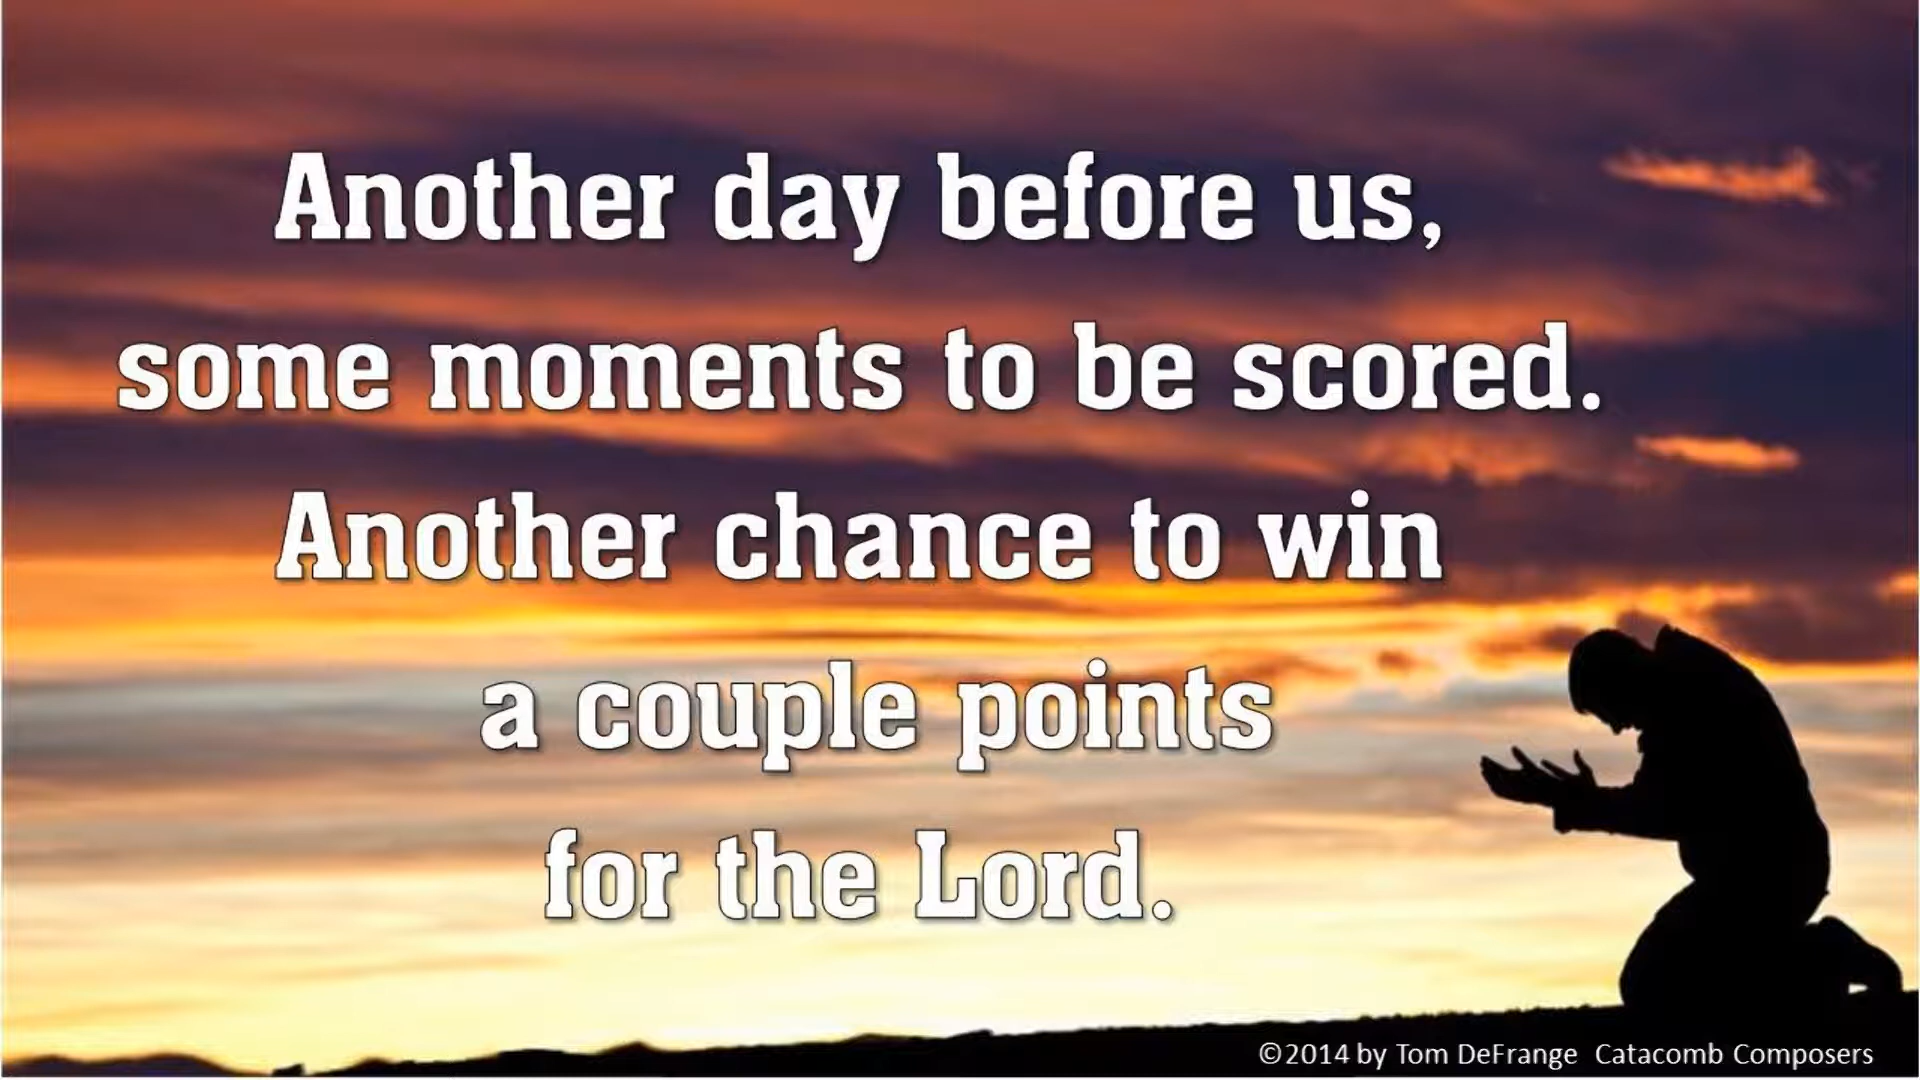 Another day before us,
some moments to be scored.
Another chance to win
a couple points
for the Lord.
©2014 by Tom DeFrange Catacomb Composers